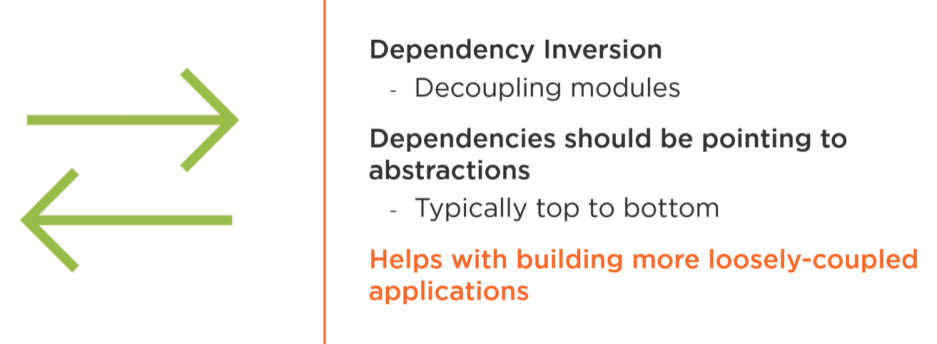 Dependency Inversion
- Decoupling modules
Dependencies should be pointing to
abstractions
- Typically top to bottom
Helps with building more loosely-coupled
applications